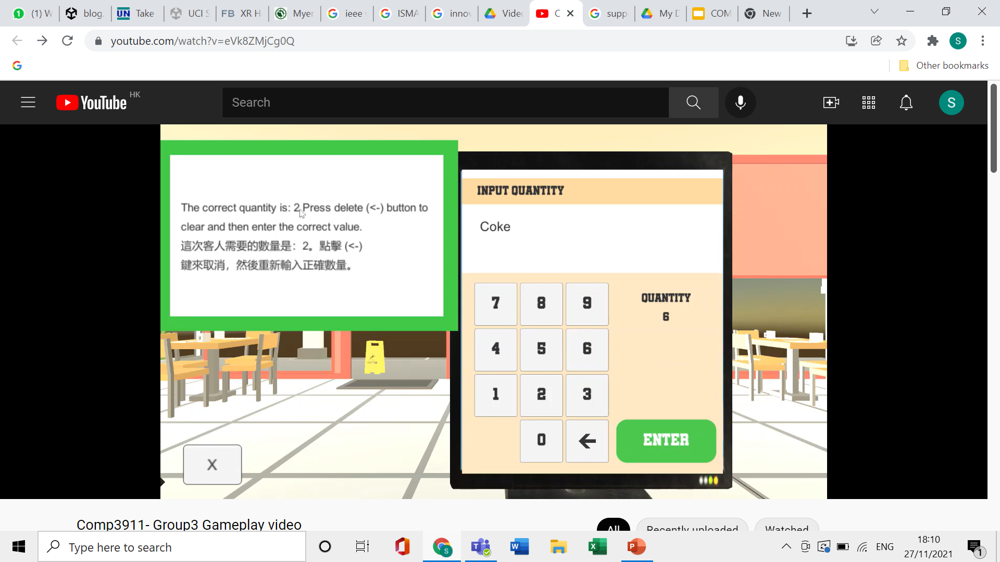 (1) W
blog.
UN
Take
UCI S
FB
XR H
Myer
ieee v
ISMA
innov
Video
C
supp
My D
COM
New
youtube.com/watch?v=eVk8ZMjCg0Q
S
Other bookmarks
YouTube HK
Search
S
The correct quantity is: 2.Press delete (<-) button to
clear and then enter the correct value.
這次客人需要的數量是：2。點擊 (<-)
鍵來取消，然後重新輸入正確數量。
INPUT QUANTITY
Coke
7 8 9
QUANTITY
6
4 5 6
1 2 3
0 ←
ENTER
X
CAUTION
Comp3911- Group3 Gameplay video
All
Recently uploaded
Watched
Type here to search
ENG
18:10
27/11/2021
1